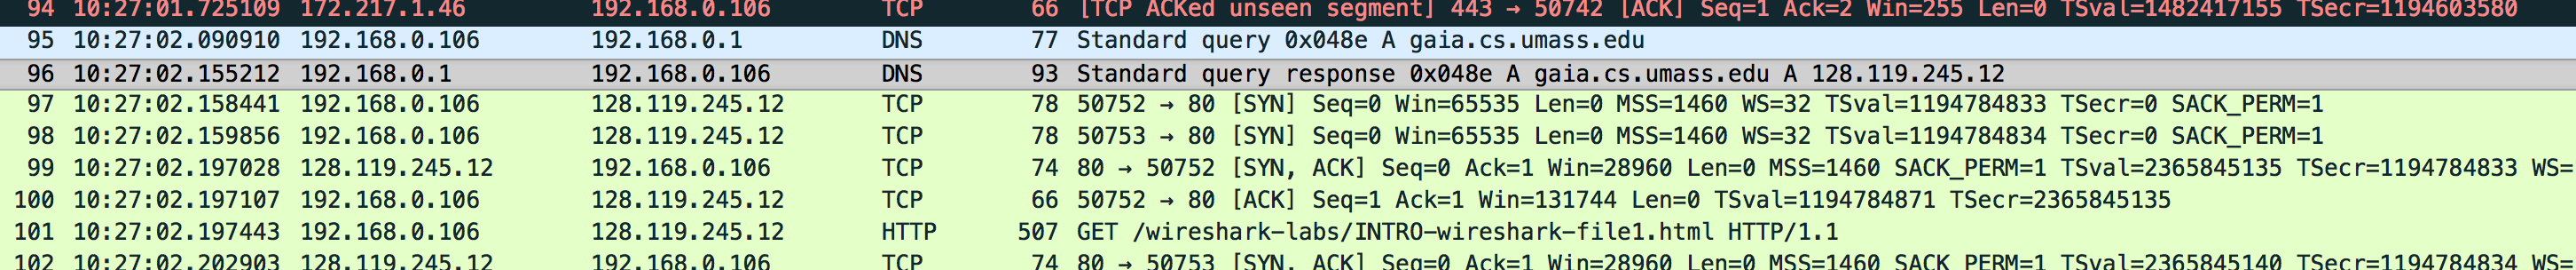 94 10:27:01.725109 172.217.1.46 192.168.0.106 TCP 66 [TCP ACKed unseen segment] 443 → 50742 [ACK] Seq=1 Ack=2 Win=255 Len=0 TSval=1482417155 TSecr=1194603580
95 10:27:02.090910 192.168.0.106 192.168.0.1 DNS 77 Standard query 0x048e A gaia.cs.umass.edu
96 10:27:02.155212 192.168.0.1 192.168.0.106 DNS 93 Standard query response 0x048e A gaia.cs.umass.edu A 128.119.245.12
97 10:27:02.158441 192.168.0.106 128.119.245.12 TCP 78 50752 → 80 [SYN] Seq=0 Win=65535 Len=0 MSS=1460 WS=32 TSval=1194784833 TSecr=0 SACK_PERM=1
98 10:27:02.159856 192.168.0.106 128.119.245.12 TCP 78 50753 → 80 [SYN] Seq=0 Win=65535 Len=0 MSS=1460 WS=32 TSval=1194784834 TSecr=0 SACK_PERM=1
99 10:27:02.197028 128.119.245.12 192.168.0.106 TCP 74 80 → 50752 [SYN, ACK] Seq=0 Ack=1 Win=28960 Len=0 MSS=1460 SACK_PERM=1 TSval=2365845135 TSecr=1194784833 WS=
100 10:27:02.197107 192.168.0.106 128.119.245.12 TCP 66 50752 → 80 [ACK] Seq=1 Ack=1 Win=131744 Len=0 TSval=1194784871 TSecr=2365845135
101 10:27:02.197443 192.168.0.106 128.119.245.12 HTTP 507 GET /wireshark-labs/INTRO-wireshark-file1.html HTTP/1.1
102 10:27:02.202903 128.119.245.12 192.168.0.106 TCP 74 80 → 50753 [SYN, ACK] Seq=0 Ack=1 Win=28960 Len=0 MSS=1460 SACK_PERM=1 TSval=2365845140 TSecr=1194784834 WS=